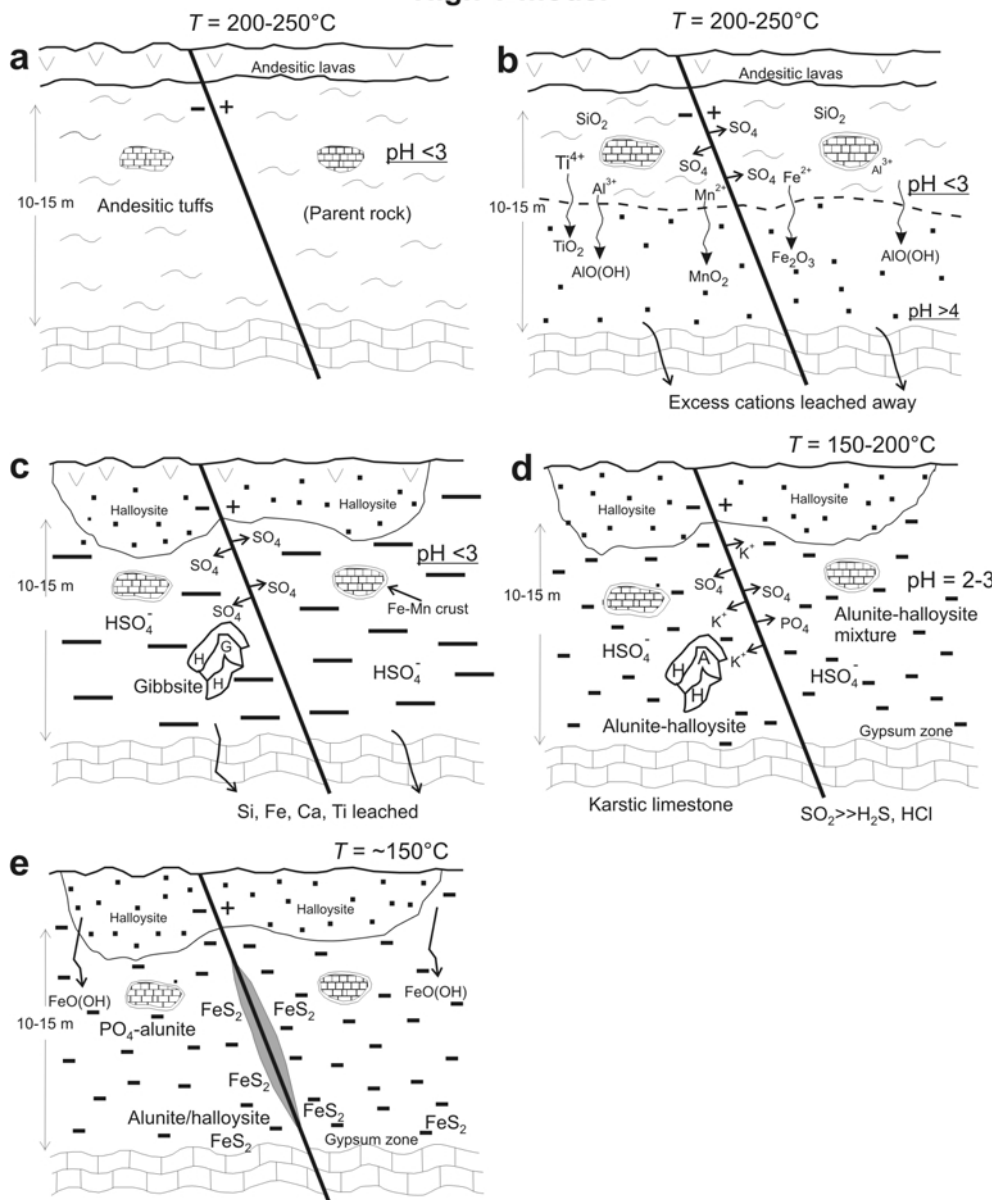 T = 200-250°C
a
Andesitic lavas
− +
pH <3
10-15 m
Andesitic tuffs
(Parent rock)
T = 200-250°C
b
Andesitic lavas
− +
SiO2
SO4
SiO2
SO4
SO4
Ti4+
Al3+
Mn2+
Fe2+
Al3+
pH <3
10-15 m
TiO2
AlO(OH)
MnO2
Fe2O3
AlO(OH)
pH >4
Excess cations leached away
c
Halloysite
− +
Halloysite
SO4
SO4
pH <3
10-15 m
SO4
SO4
Fe-Mn crust
HSO4-
H G
H
Gibbsite
HSO4-
Si, Fe, Ca, Ti leached
T = 150-200°C
d
Halloysite
− +
Halloysite
K+
SO4
SO4
pH = 2-3
10-15 m
K+
PO4
Alunite-halloysite
mixture
HSO4-
H A
H
K+
HSO4-
Alunite-halloysite
Gypsum zone
Karstic limestone
SO2>>H2S, HCl
T = ~150°C
e
Halloysite
− +
Halloysite
FeO(OH)
FeO(OH)
10-15 m
PO4-alunite
FeS2
FeS2
FeS2
FeS2
Alunite/halloysite
FeS2
Gypsum zone
FeS2